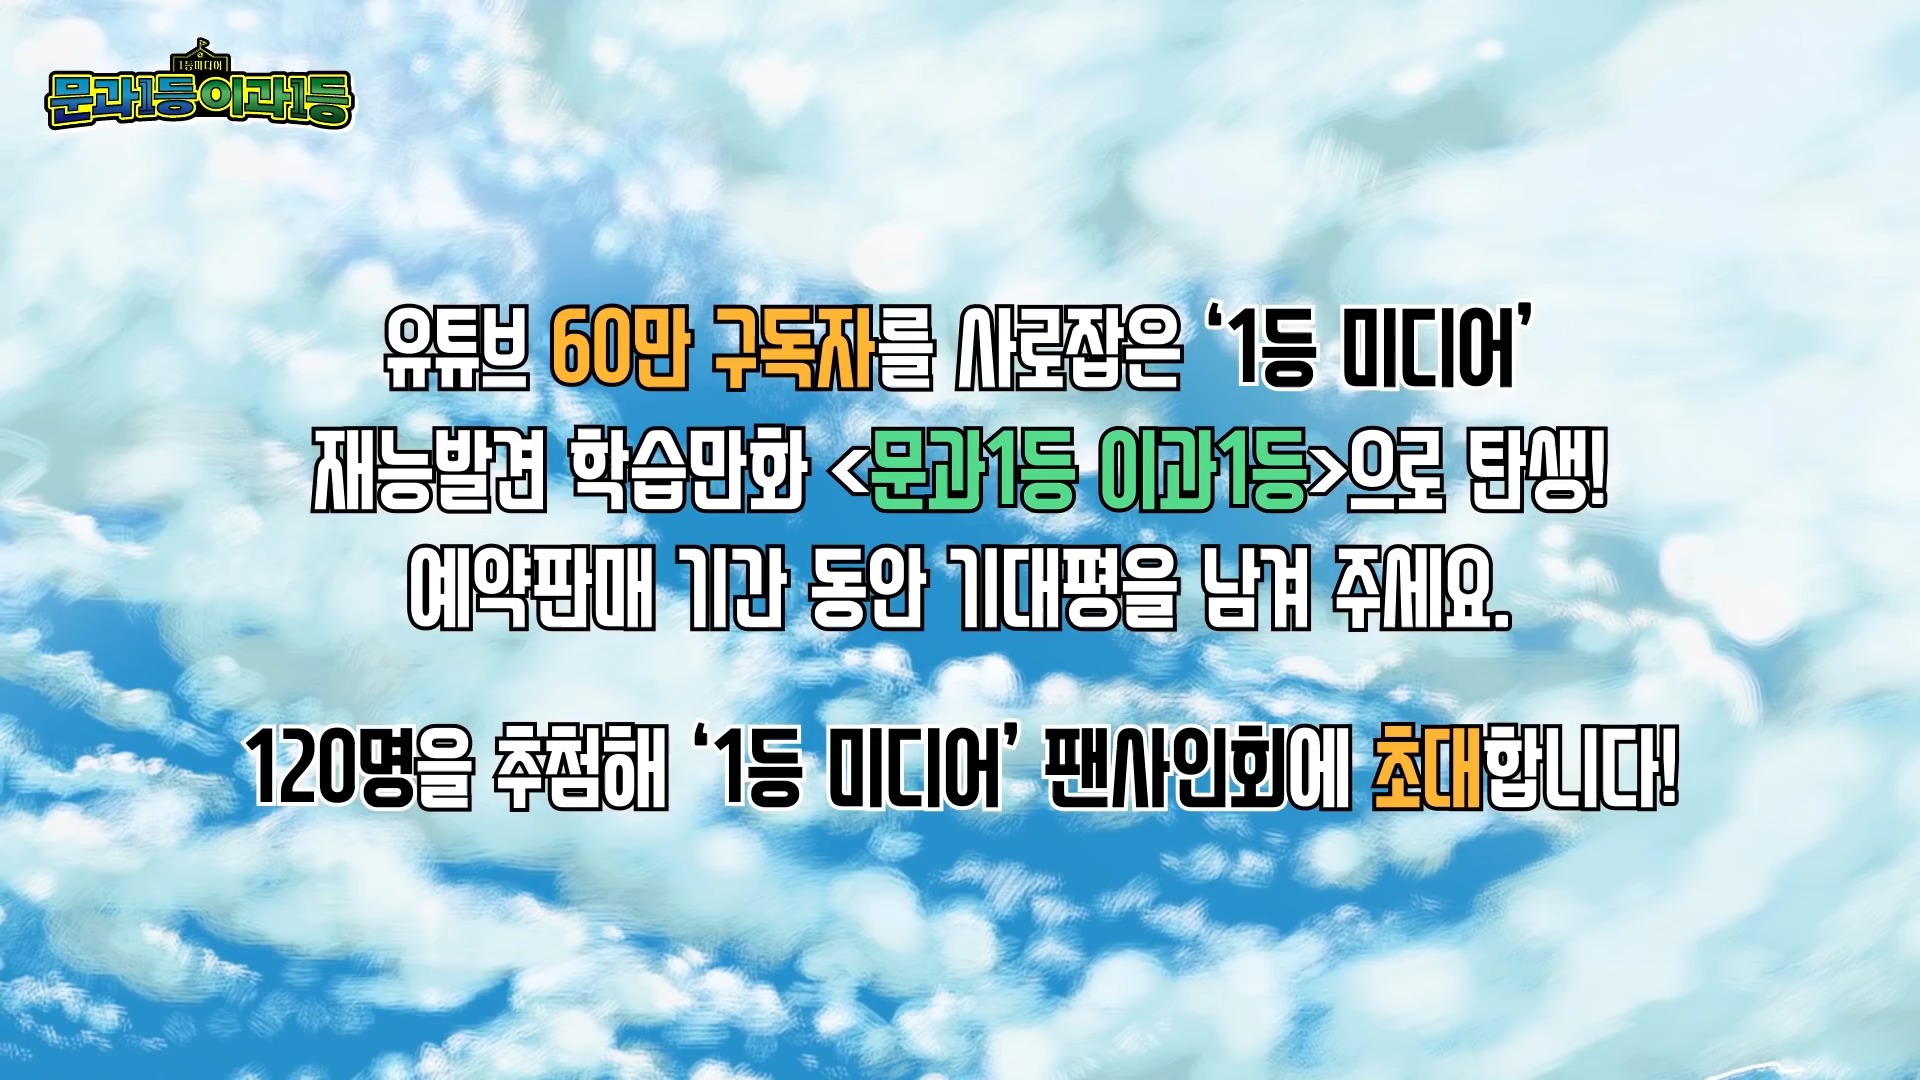 1등미디어
문과1등 이과1등
유튜브 60만 구독자를 사로잡은 ‘1등 미디어’
재능발견 학습만화 <문과1등 이과1등>으로 탄생!
예약판매 기간 동안 기대평을 남겨 주세요.
120명을 추첨해 ‘1등 미디어’ 팬사인회에 초대합니다!